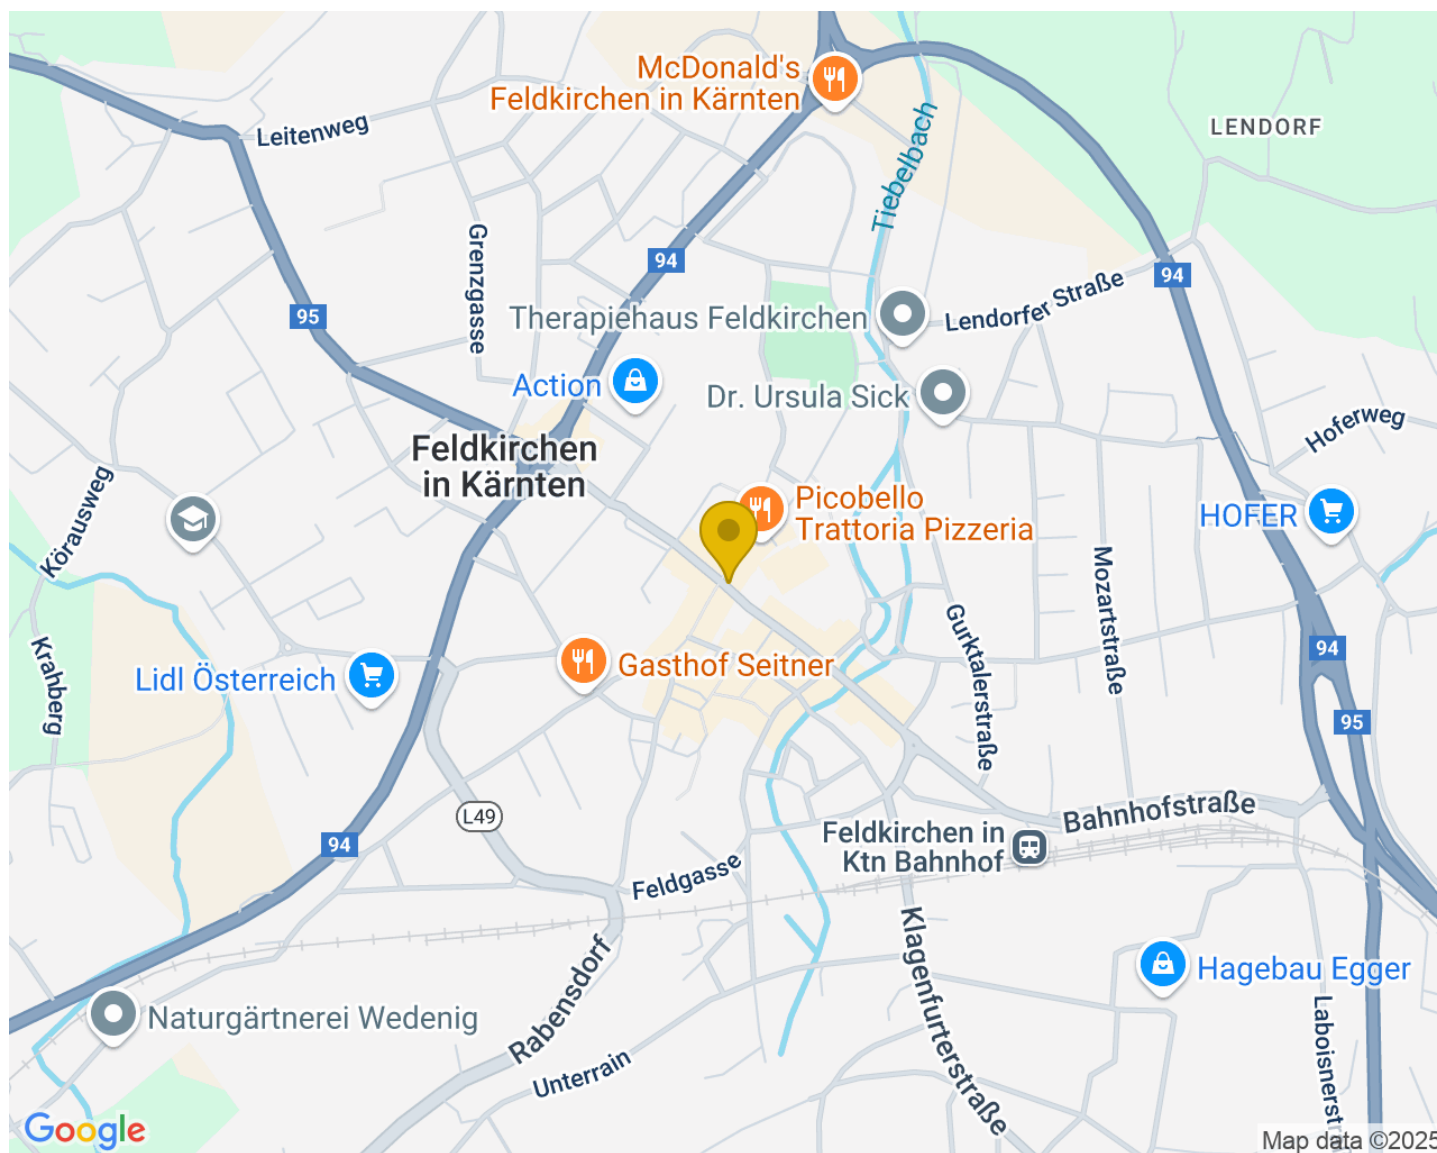 McDonald's
Feldkirchen in Kärnten
LENDORF
Leitenweg
Tiebelbach
Grenzgasse
94
94
95
Lendorfer Straße
Therapiehaus Feldkirchen
Action
Dr. Ursula Sick
Hoferweg
Feldkirchen
in Kärnten
Körausweg
Picobello
Trattoria Pizzeria
HOFER
Mozartstraße
Gurktalerstraße
Krahberg
Lidl Österreich
Gasthof Seitner
94
95
L49
94
Bahnhofstraße
Feldkirchen in
Ktn Bahnhof
Feldgasse
Klagenfurterstraße
Rabensdorf
Hagebau Egger
Naturgärtnerei Wedenig
Unterrain
Laboisnerstr
Google
Map data ©2025